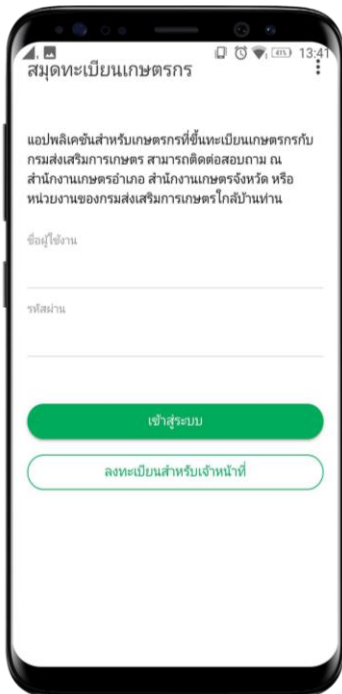 13:41
สมุดทะเบียนเกษตรกร
แอปพลิเคชันสำหรับเกษตรกรที่ขึ้นทะเบียนเกษตรกรกับ
กรมส่งเสริมการเกษตร สามารถติดต่อสอบถาม ณ
สำนักงานเกษตรอำเภอ สำนักงานเกษตรจังหวัด หรือ
หน่วยงานของกรมส่งเสริมการเกษตรใกล้บ้านท่าน
ชื่อผู้ใช้งาน
รหัสผ่าน
เข้าสู่ระบบ
ลงทะเบียนสำหรับเจ้าหน้าที่